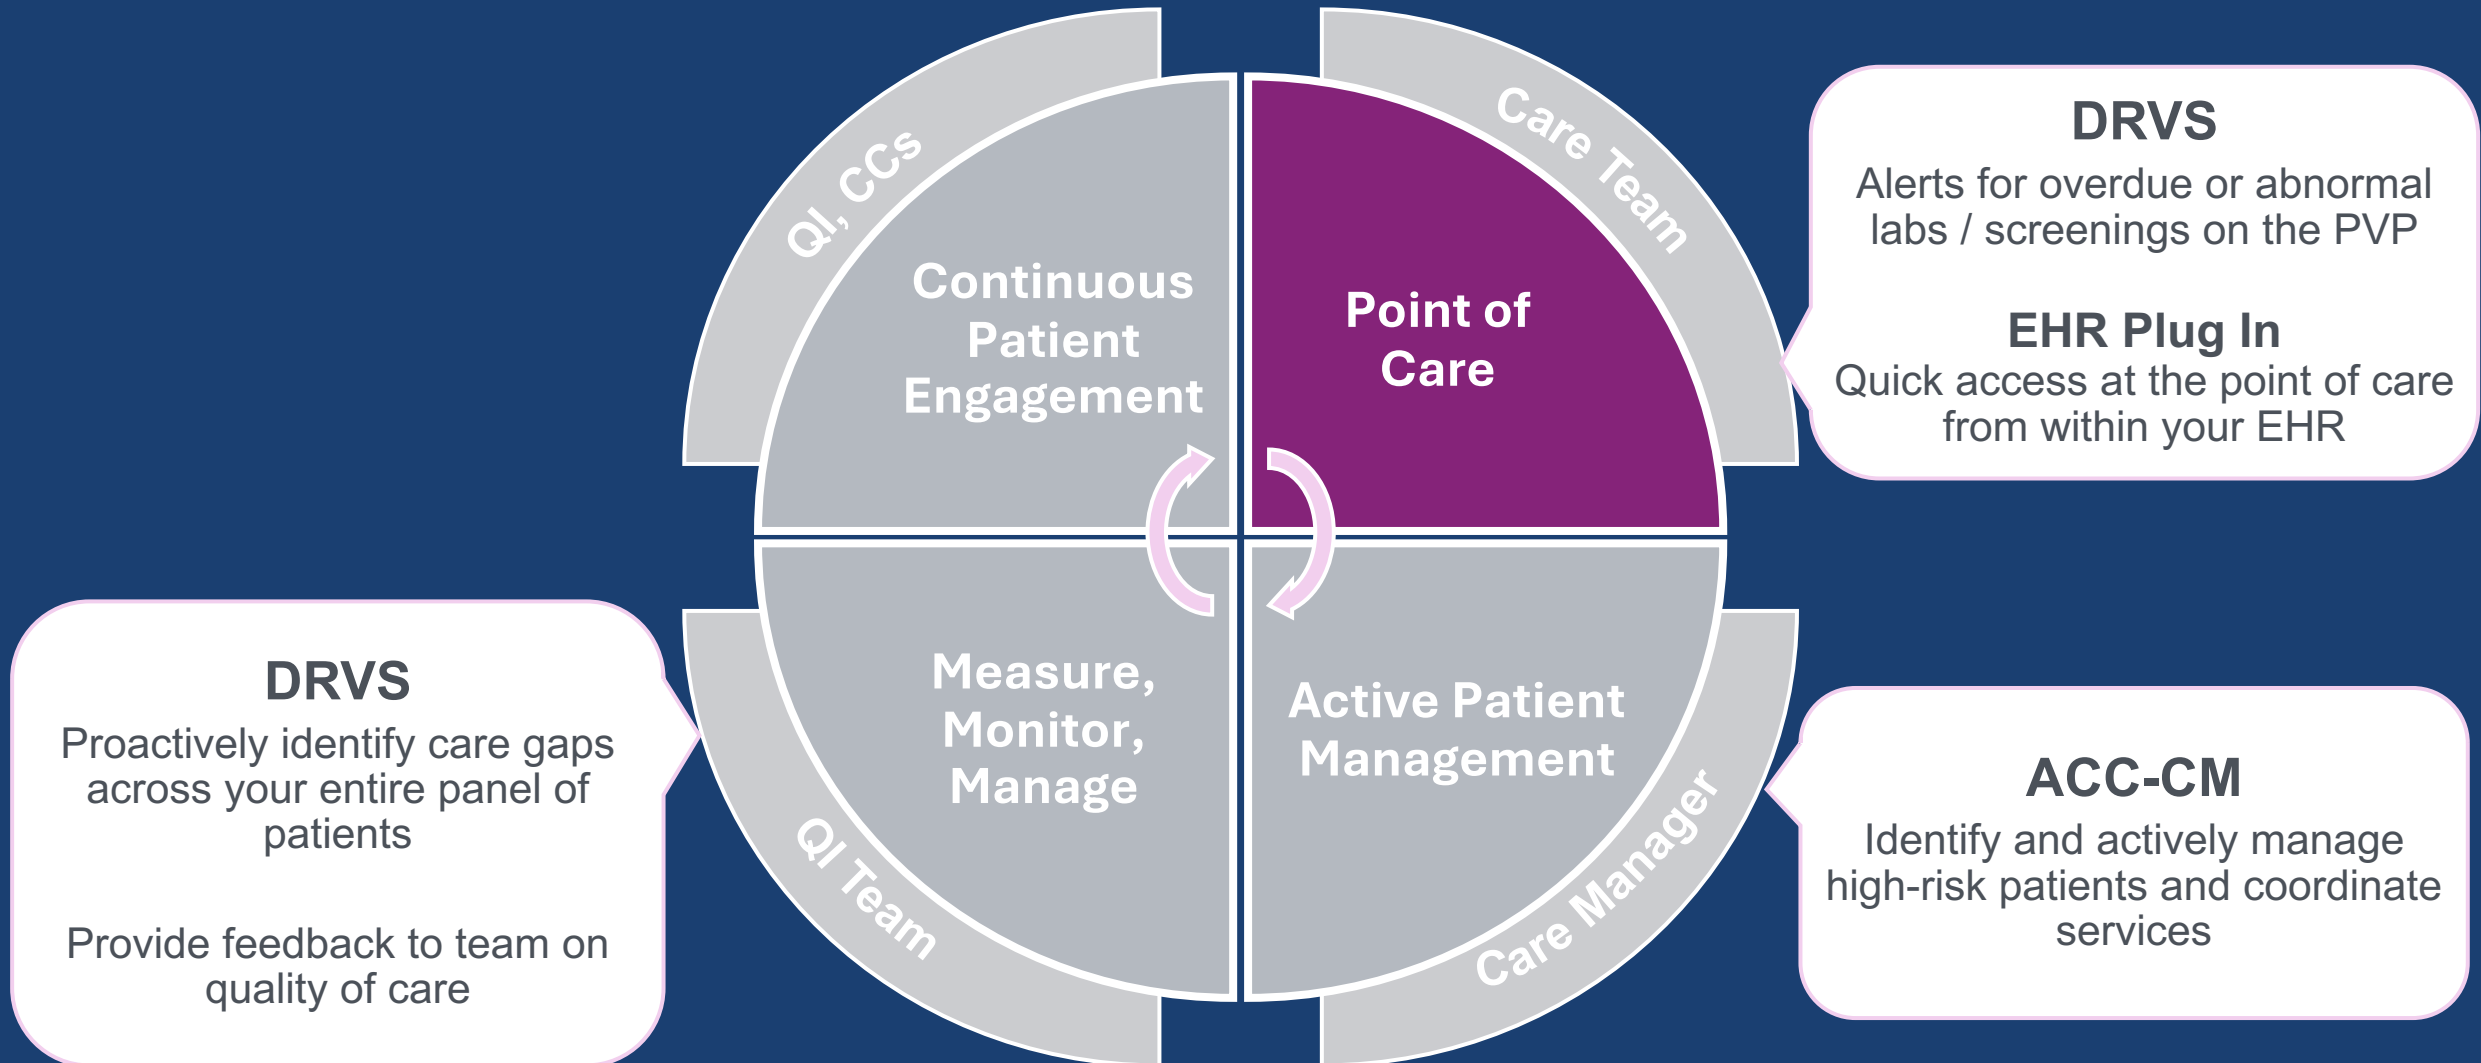 QI, CCs
Continuous
Patient
Engagement
Care Team
Point of
Care
DRVS
Alerts for overdue or abnormal
labs / screenings on the PVP
EHR Plug In
Quick access at the point of care
from within your EHR
DRVS
Proactively identify care gaps
across your entire panel of
patients
Provide feedback to team on
quality of care
Measure,
Monitor,
Manage
QI Team
Active Patient
Management
Care Manager
ACC-CM
Identify and actively manage
high-risk patients and coordinate
services